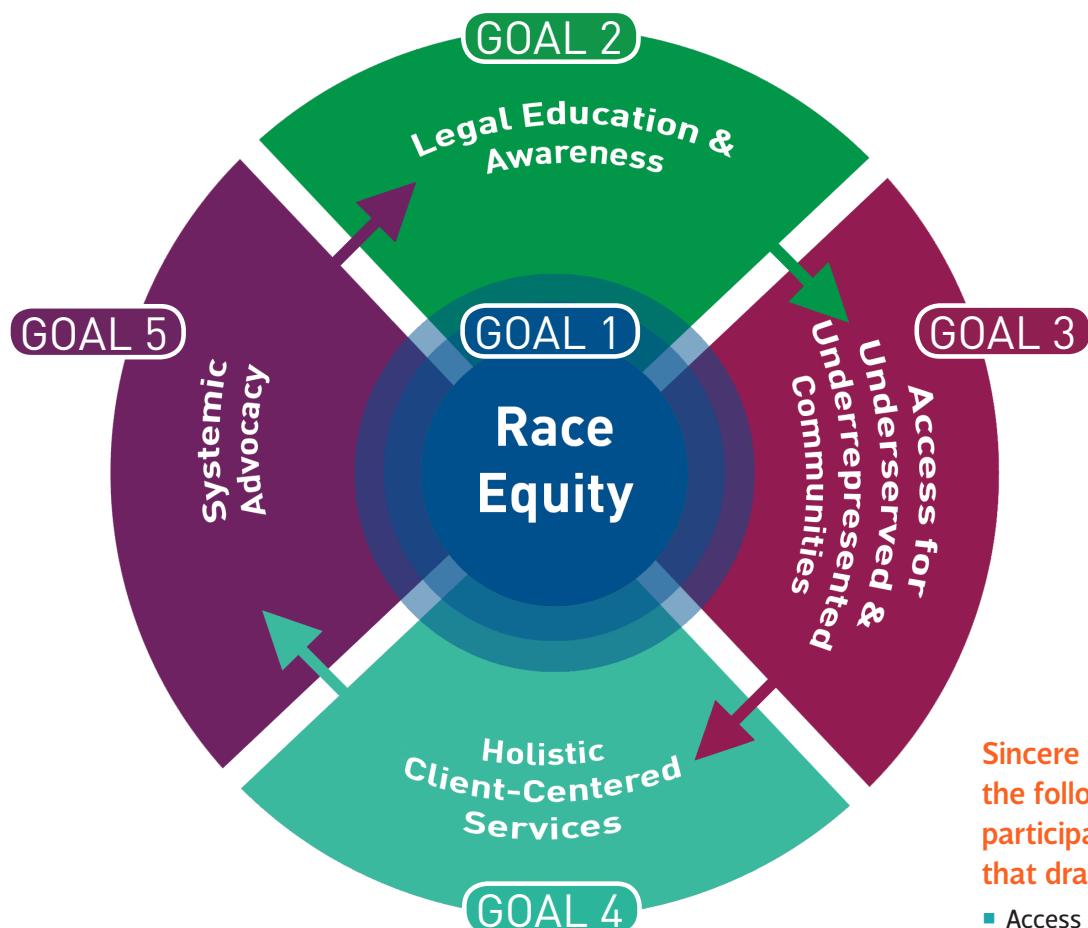 GOAL 2
Legal Education &
Awareness
GOAL 1
Race
Equity
GOAL 3
Access for
Underserved &
Underrepresented
Communities
GOAL 4
Holistic
Client-Centered
Services
GOAL 5
Systemic
Advocacy
Sincere
the follo
participa
that dra
▪ Access